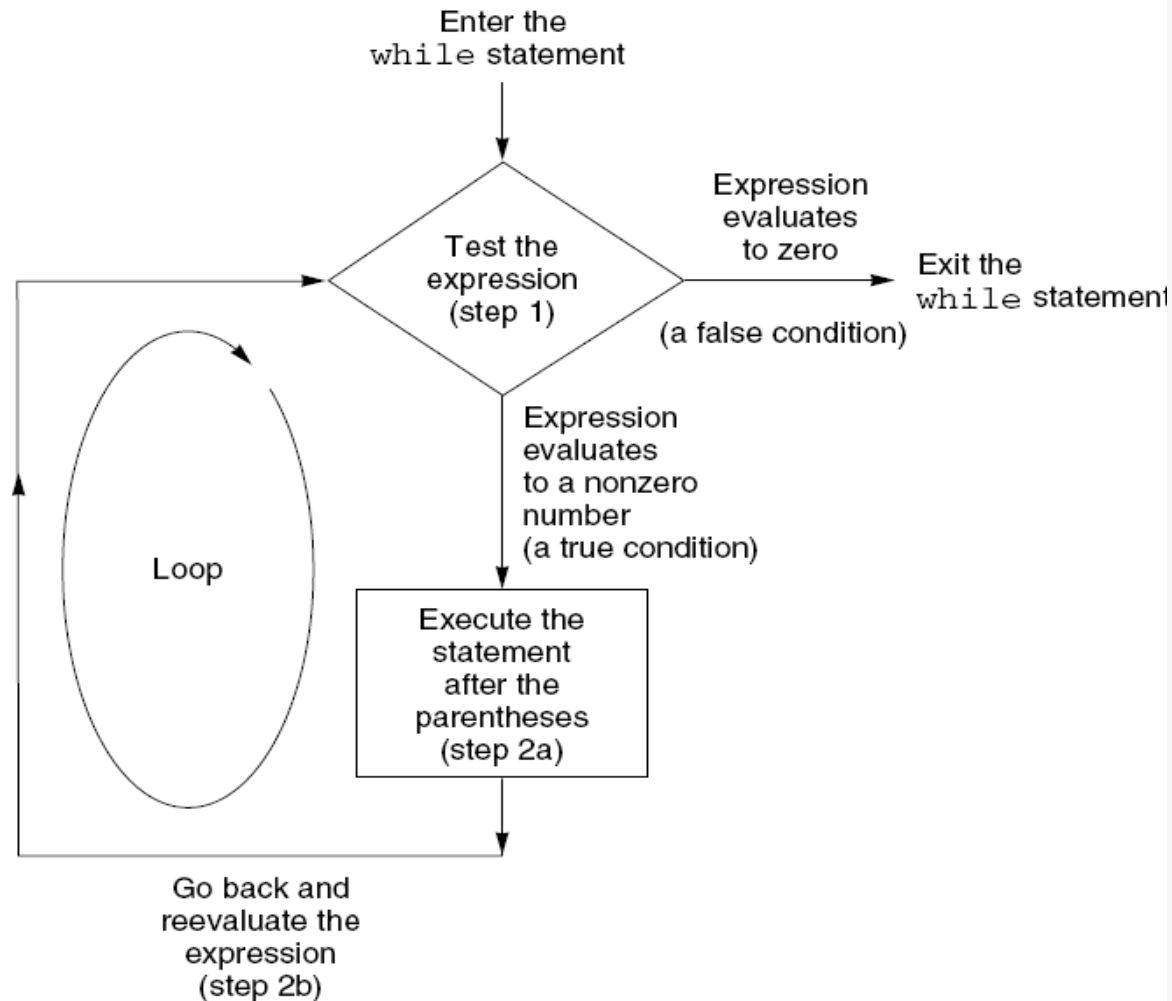 Enter the
while statement
Expression
evaluates
to zero
Test the
expression
(step 1)
Exit the
while statement
(a false condition)
Expression
evaluates
to a nonzero
number
(a true condition)
Loop
Execute the
statement
after the
parentheses
(step 2a)
Go back and
reevaluate the
expression
(step 2b)